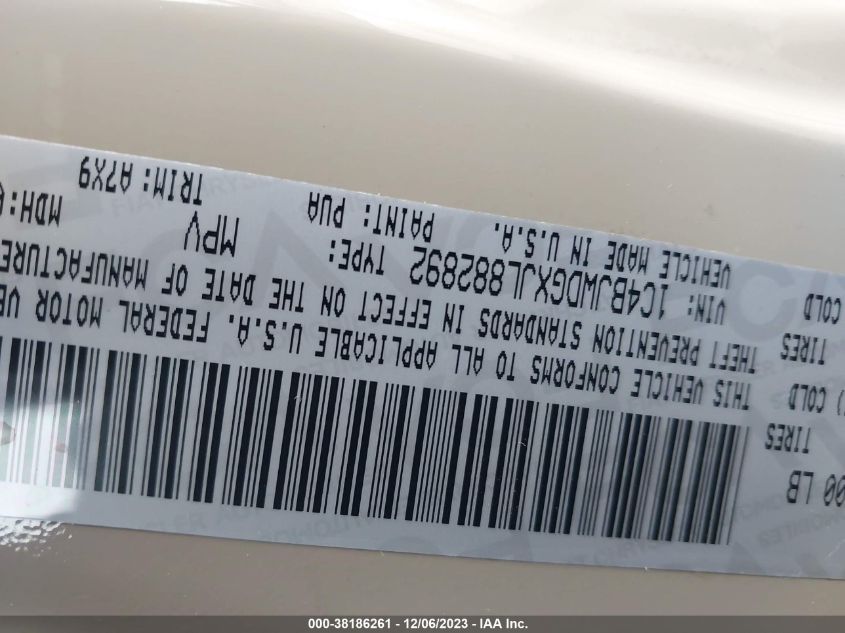 00 LB
TIRES
) COLD
TIRES
COLD
THIS VEHICLE CONFORMS TO ALL APPLICABLE U.S.A. FEDERAL MOTOR VE
THEFT PREVENTION STANDARDS IN EFFECT ON THE DATE OF MANUFACTURE
VIN: 1C4BJWDGXJL882892 TYPE: MPV MDH:
VEHICLE MADE IN U.S.A. PAINT: PUA TRIM: A7X9
000-38186261 - 12/06/2023 - IAA Inc.